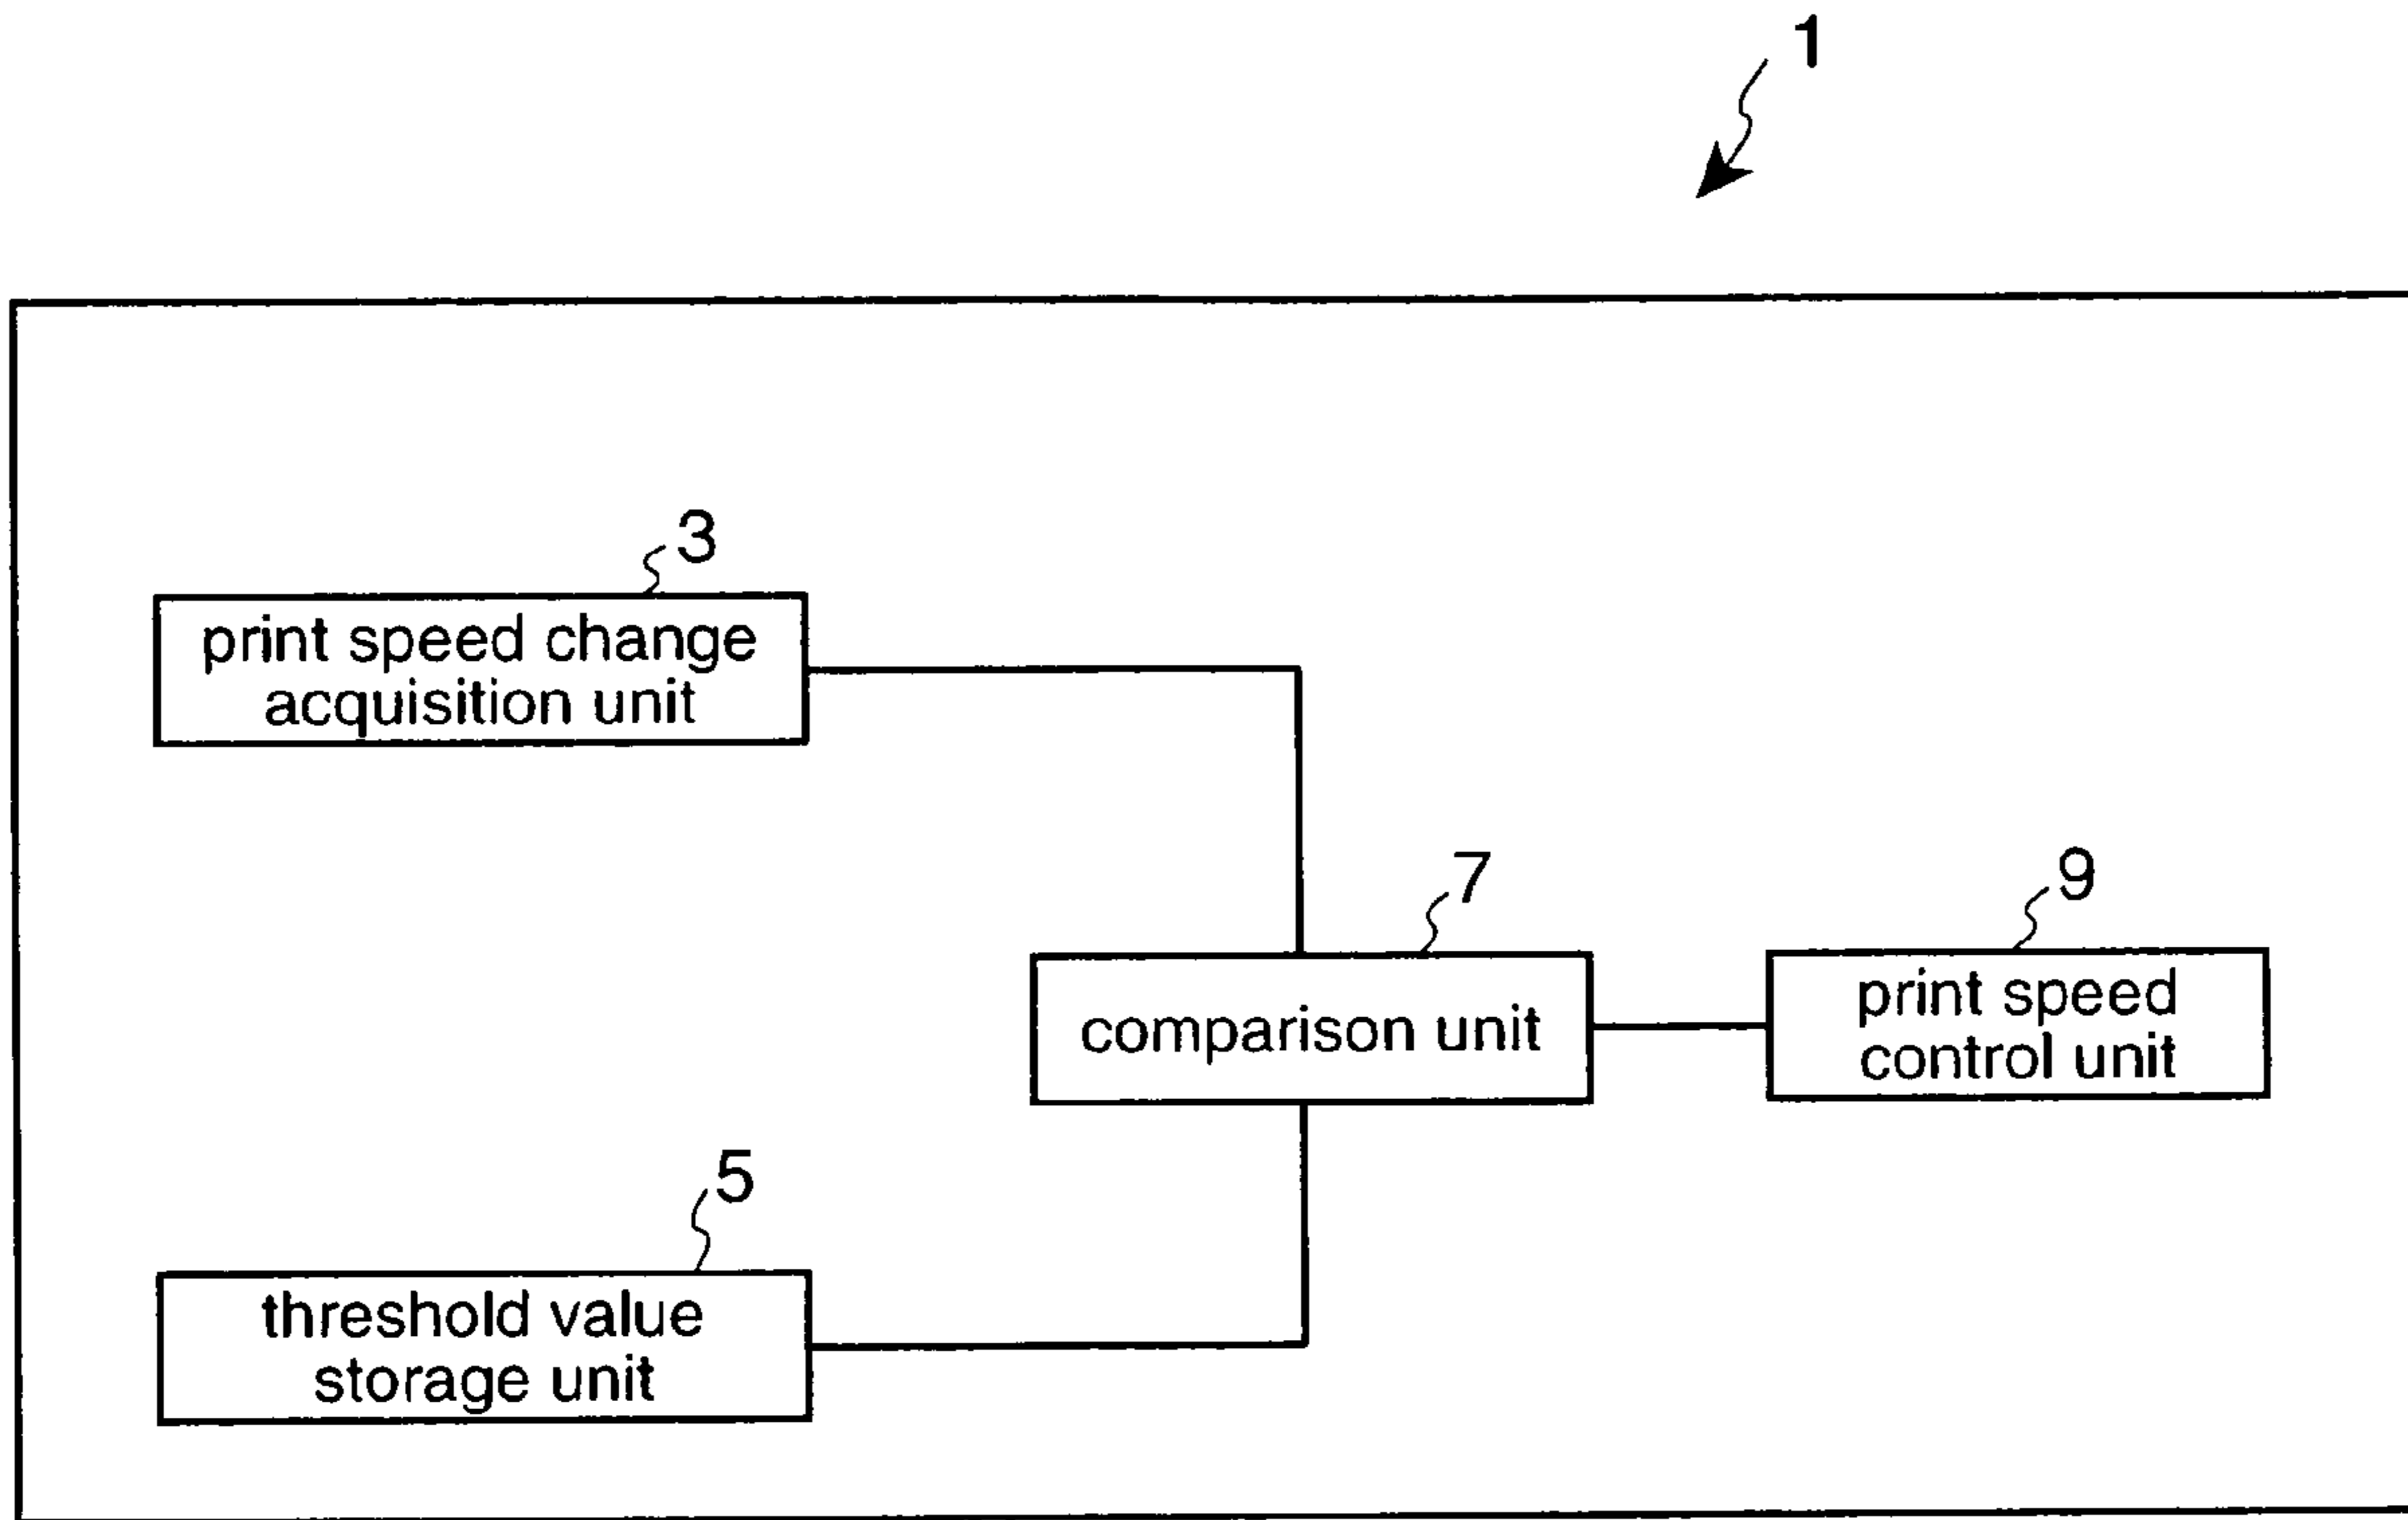 1
3
print speed change
acquisition unit
7
9
comparison unit
print speed
control unit
5
threshold value
storage unit